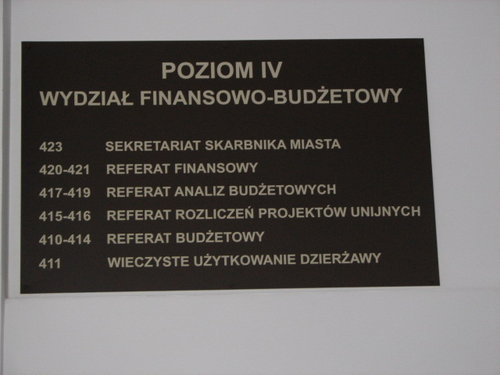 POZIOM IV
WYDZIAŁ FINANSOWO-BUDŻETOWY
423 SEKRETARIAT SKARBNIKA MIASTA
420-421 REFERAT FINANSOWY
417-419 REFERAT ANALIZ BUDŻETOWYCH
415-416 REFERAT ROZLICZEŃ PROJEKTÓW UNIJNYCH
410-414 REFERAT BUDŻETOWY
411 WIECZYSTE UŻYTKOWANIE DZIERŻAWY